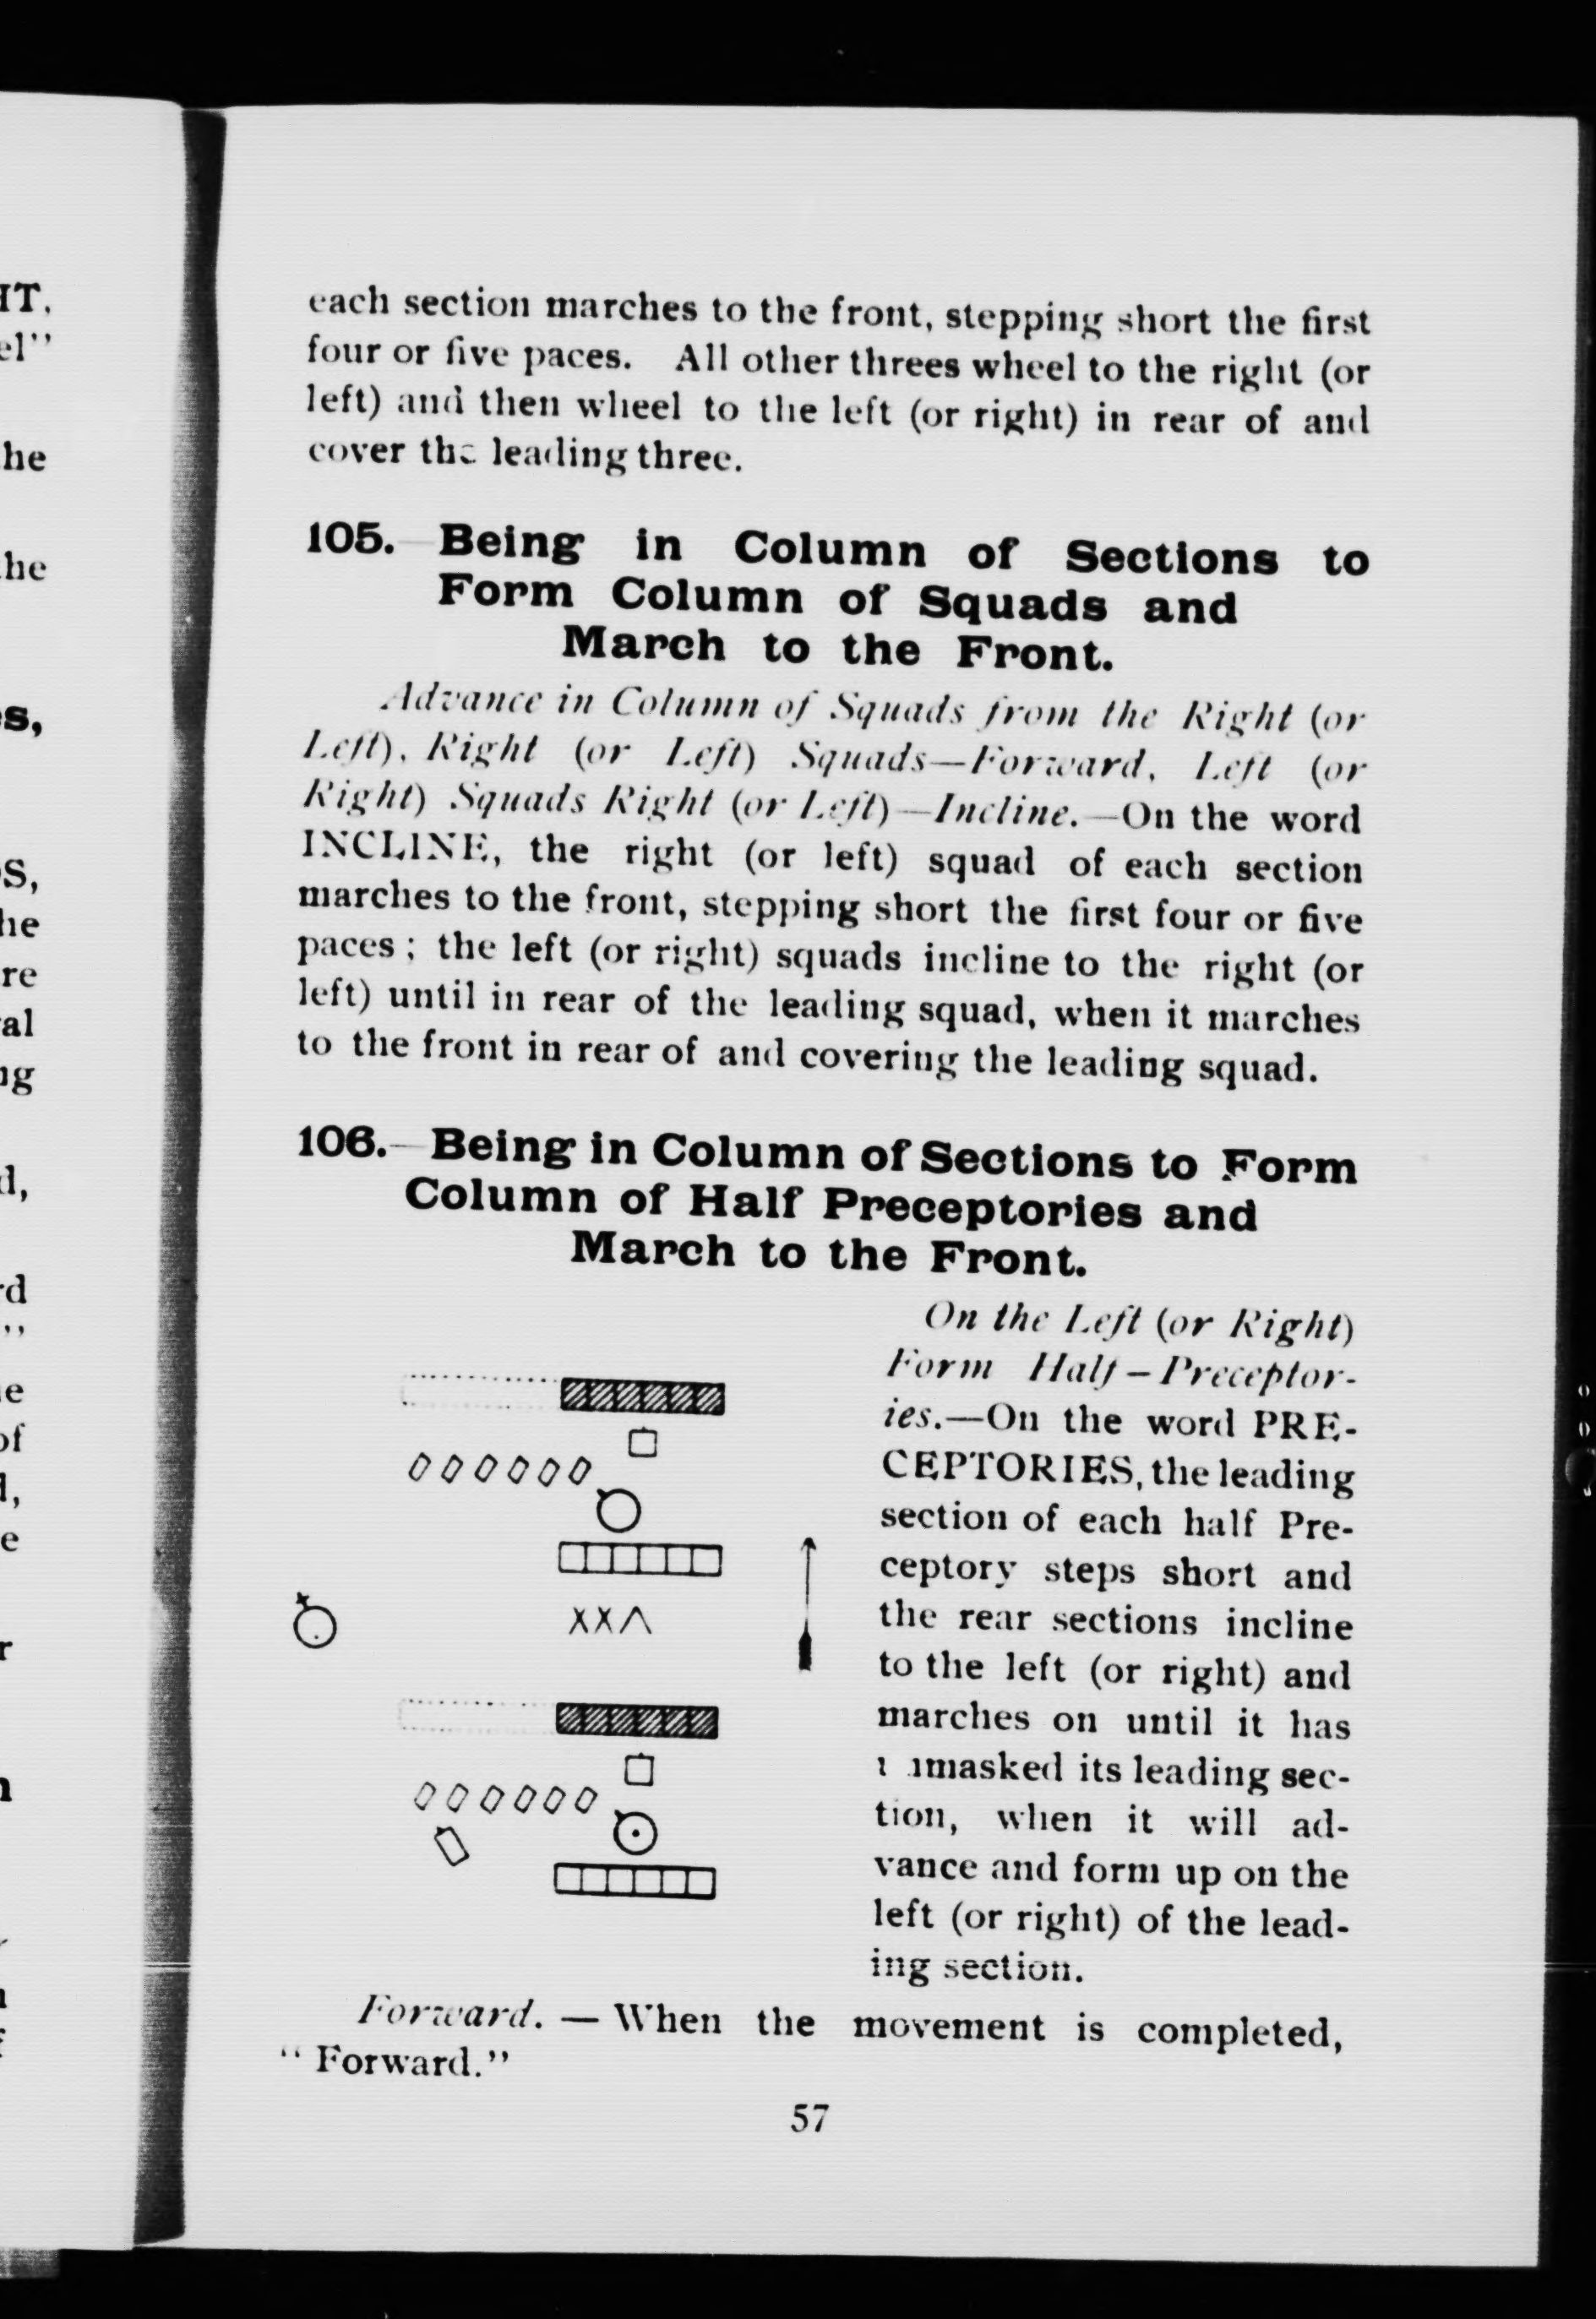 each section marches to the front, stepping short the first
four or five paces. All other threes wheel to the right (or
left) and then wheel to the left (or right) in rear of and
cover the leading three.
105. Being in Column of Sections to
Form Column of Squads and
March to the Front.
Advance in Column of Squads from the Right (or
Left), Right (or Left) Squads—Forward, Left (or
Right) Squads Right (or Left)—Incline.—On the word
INCLINE, the right (or left) squad of each section
marches to the front, stepping short the first four or five
paces; the left (or right) squads incline to the right (or
left) until in rear of the leading squad, when it marches
to the front in rear of and covering the leading squad.
106.—Being in Column of Sections to Form
Column of Half Preceptories and
March to the Front.
On the Left (or Right)
Form Half—Preceptor-
ies.—On the word PRE-
CEPTORIES, the leading
section of each half Pre-
ceptory steps short and
the rear sections incline
to the left (or right) and
marches on until it has
unmasked its leading sec-
tion, when it will ad-
vance and form up on the
left (or right) of the lead-
ing section.
XX
Forward. — When the movement is completed,
"Forward."
57
IT.
el"
he
he
s,
S,
he
re
al
ng
d,
rd
"
e
of
d,
e
r